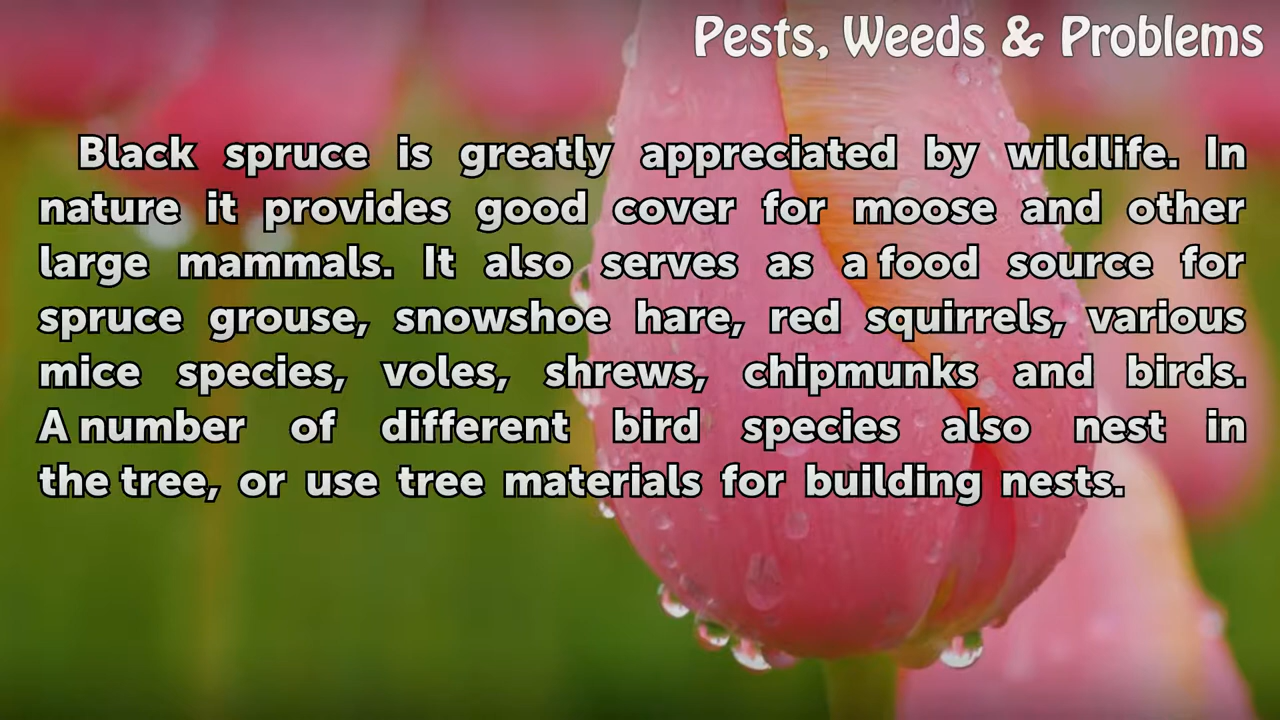 Pests, Weeds & Problems
Black spruce is greatly appreciated by wildlife. In
nature it provides good cover for moose and other
large mammals. It also serves as a food source for
spruce grouse, snowshoe hare, red squirrels, various
mice species, voles, shrews, chipmunks and birds.
A number of different bird species also nest in
the tree, or use tree materials for building nests.